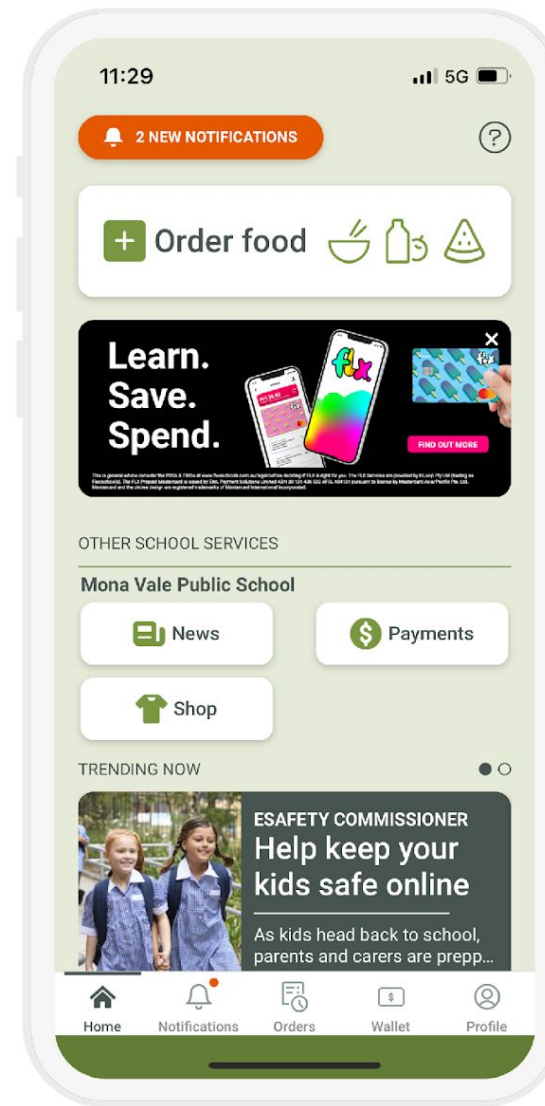 11:29
5G
2 NEW NOTIFICATIONS
?
Order food
Learn.
Save.
Spend.
flx
flx
FIND OUT MORE
OTHER SCHOOL SERVICES
Mona Vale Public School
News
$ Payments
Shop
TRENDING NOW
ESAFETY COMMISSIONER
Help keep your
kids safe online
As kids head back to school,
parents and carers are prepp...
Home
Notifications
Orders
$
Wallet
Profile